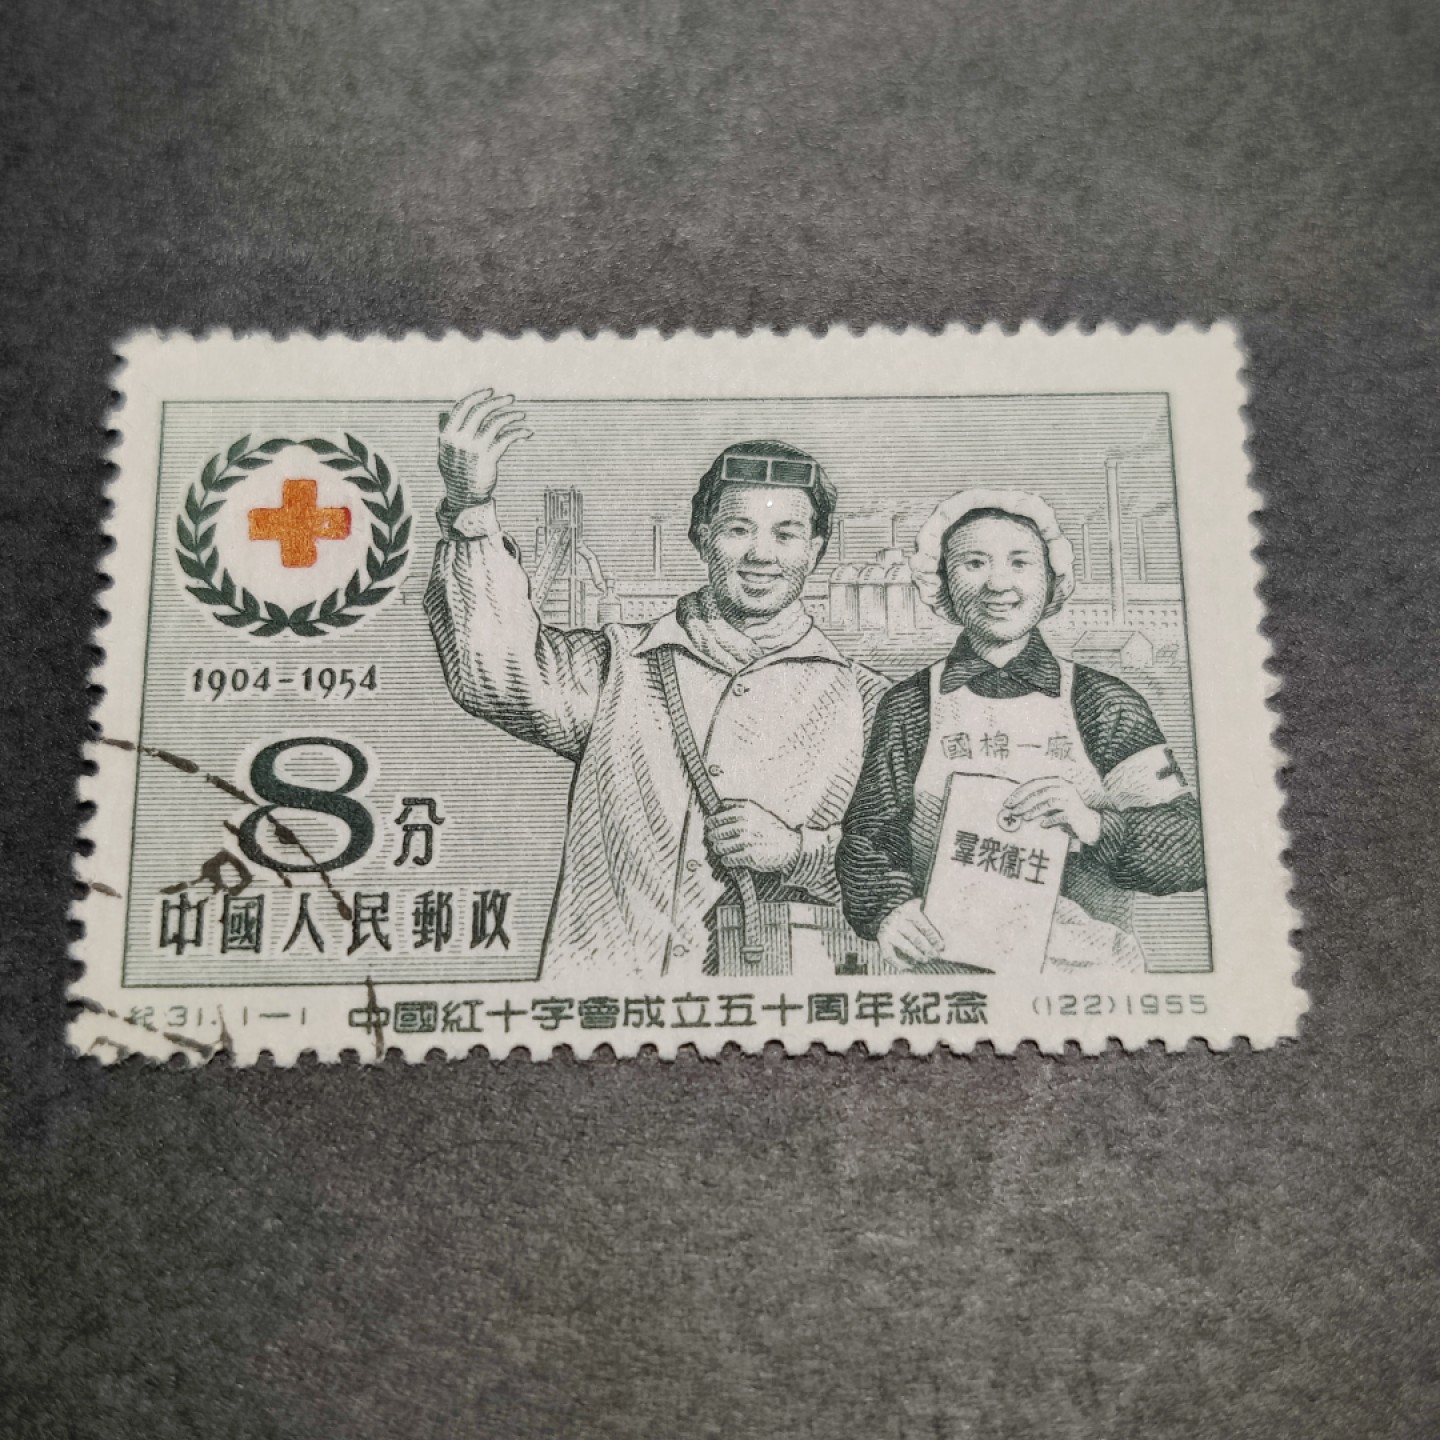 1904-1954
8分
中國人民郵政
國棉一廠
羣衆衞生
紀31.1-1 中國紅十字會成立五十周年紀念 (122)1955